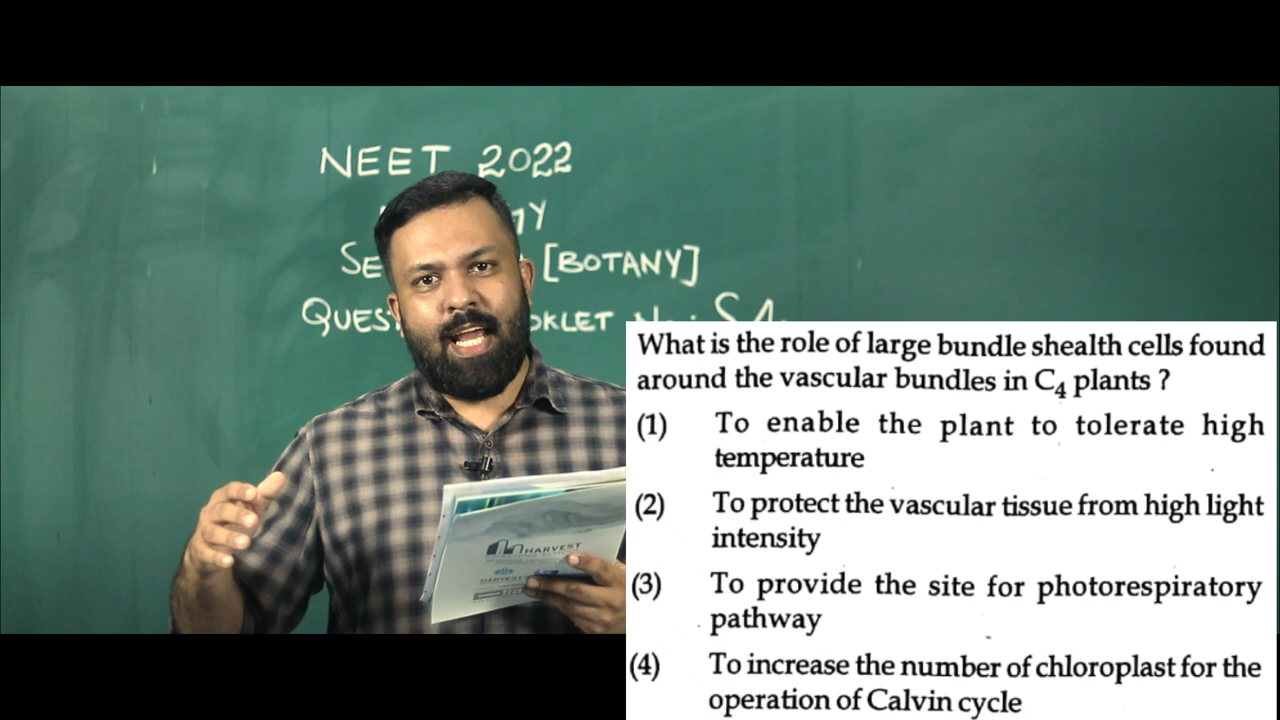 NEET 2022
[BOTANY]
What is the role of large bundle shealth cells found
around the vascular bundles in C₄ plants ?
(1) To enable the plant to tolerate high
temperature
(2) To protect the vascular tissue from high light
intensity
(3) To provide the site for photorespiratory
pathway
(4) To increase the number of chloroplast for the
operation of Calvin cycle
HARVEST
HARVEST